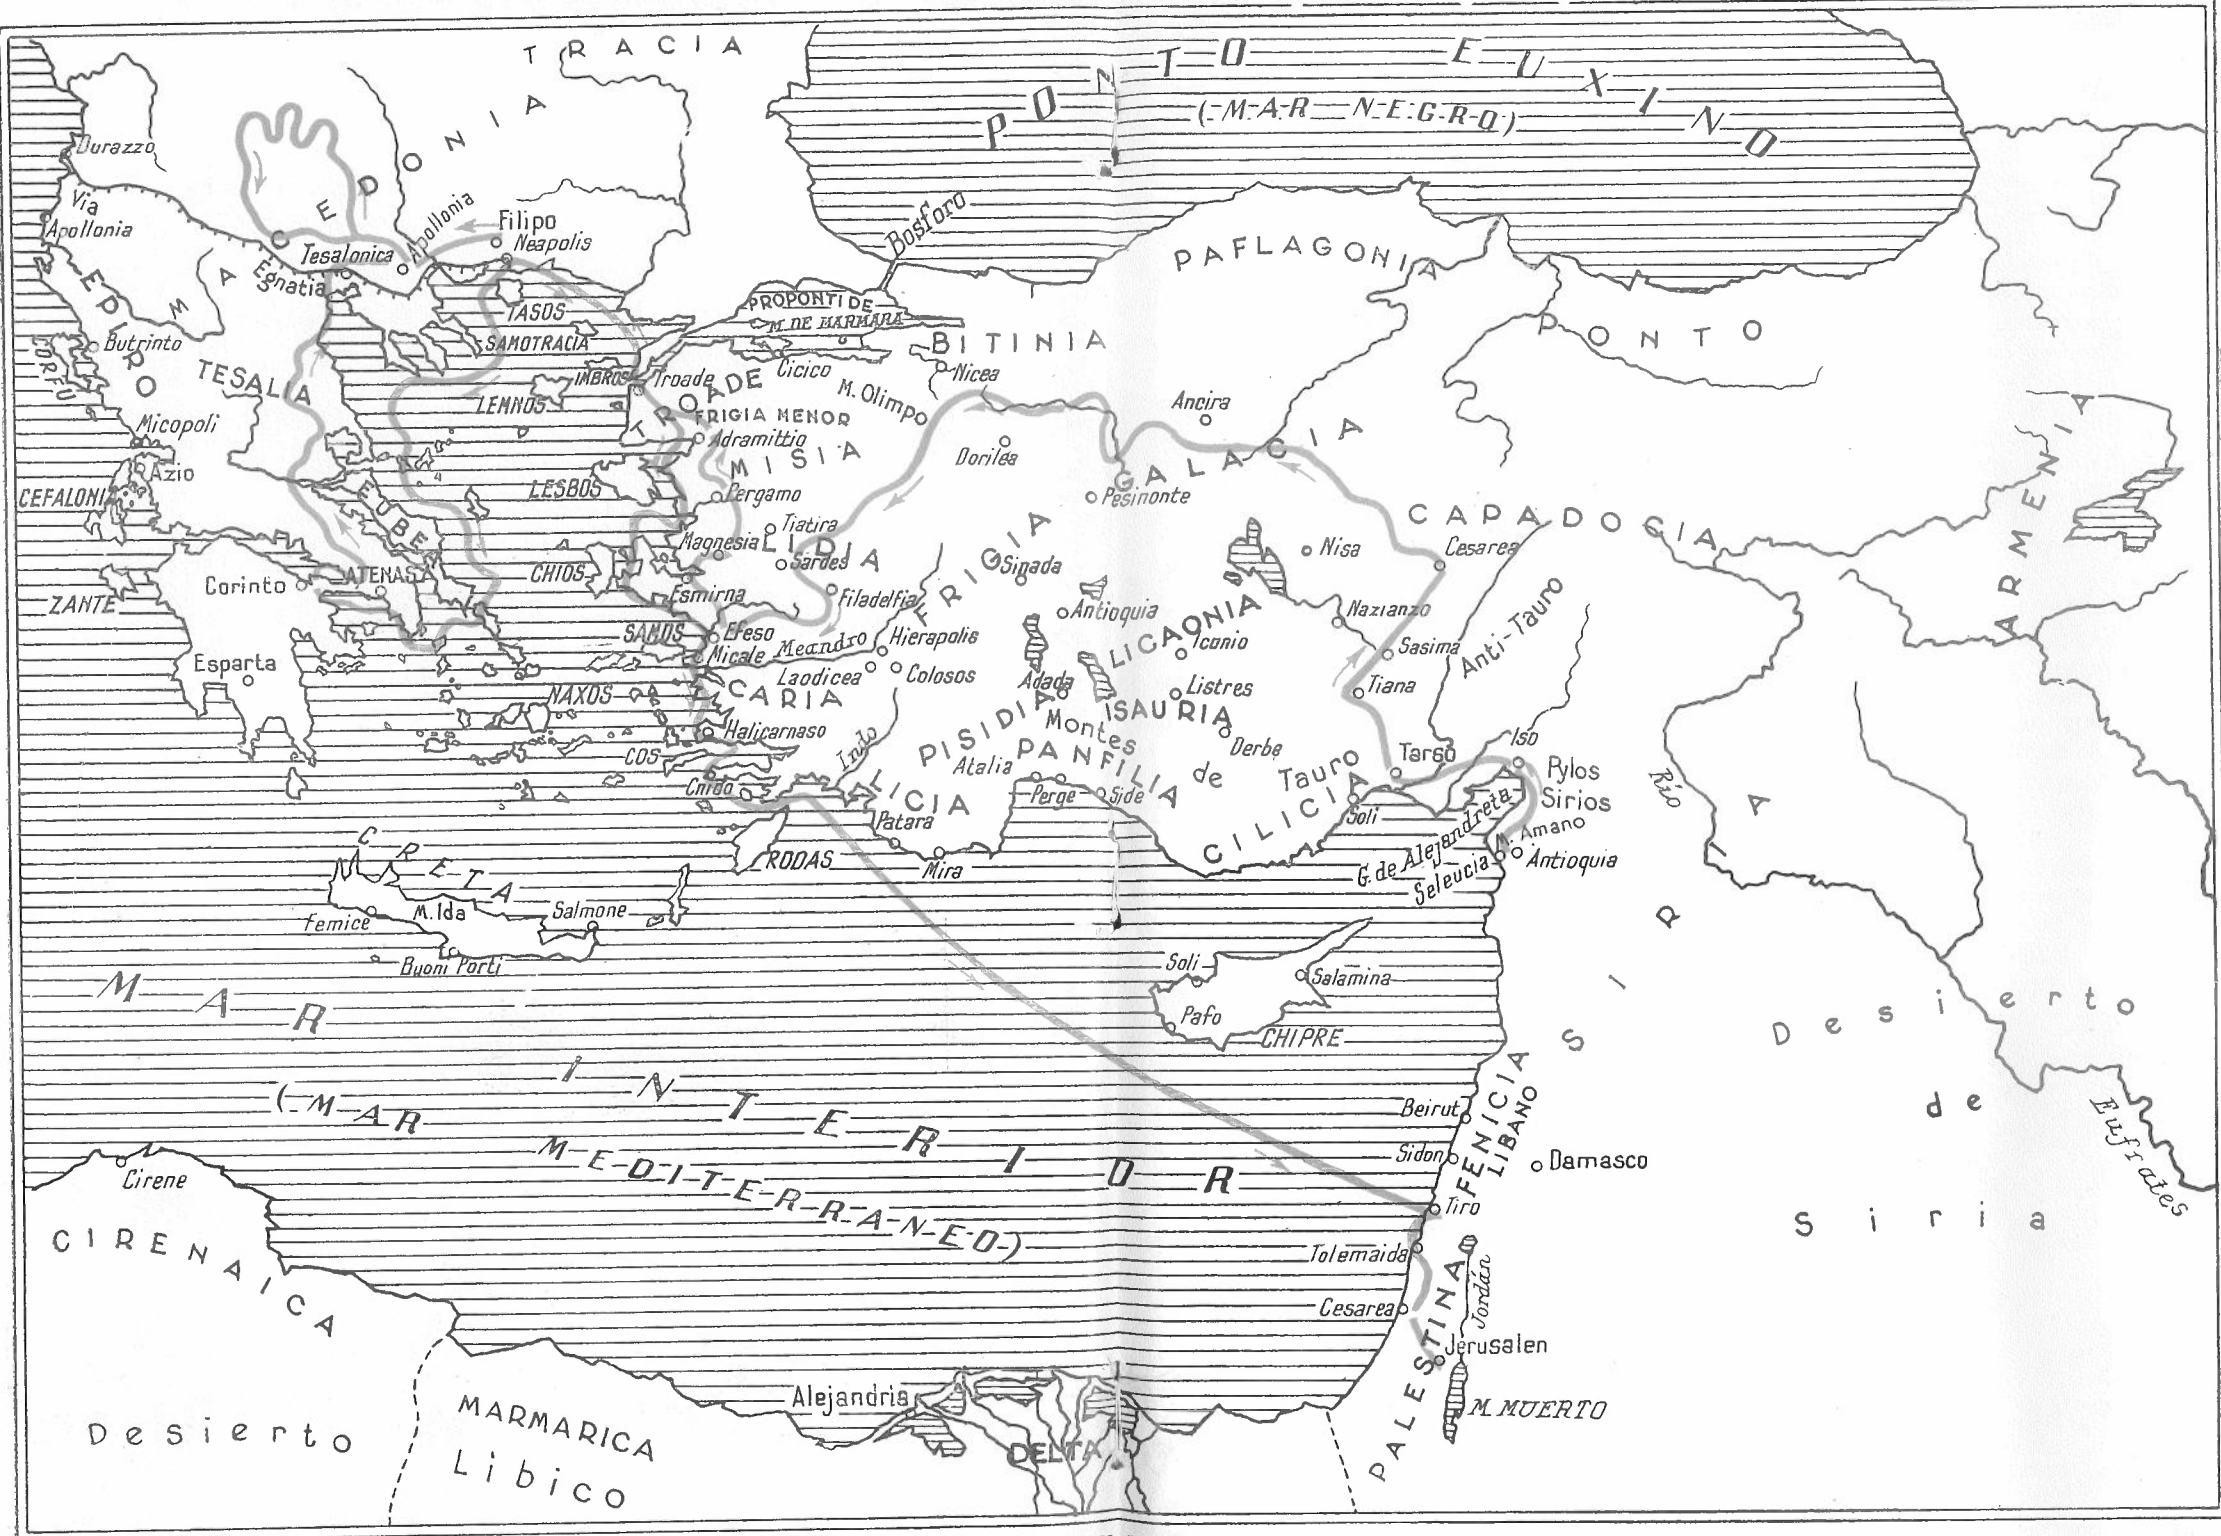 TRACIA
PONTO EUXINO
(MAR NEGRO)
MACEDONIA
Durazzo
Via
Apollonia
Egnatia
Tesalonica
Apollonia
Filipo
Neapolis
Bosforo
PAFLAGONIA
PONTO
ARMENIA
EPIRO
CORFU
Butrinto
TESALIA
TASOS
SAMOTRACIA
IMBROS
LEMNOS
PROPONTIDE
M. DE MARMARA
BITINIA
Cicico
Nicea
Troade
TROADE
FRIGIA MENOR
M. Olimpo
Adramittio
MISIA
Ancira
Dorilea
GALACIA
Pesinonte
Micopoli
Azio
CEFALONI
LESBOS
Pergamo
Tiatira
EUBEA
Magnesia
LIDIA
Sardes
CHIOS
Esmirna
Filadelfia
FRIGIA
Sinada
Nisa
CAPADOCIA
Cesarea
Corinto
ATENAS
ZANTE
Antioquia
LICAONIA
Nazianzo
Anti-Tauro
SAMOS
Efeso
Micale
Meandro
Hierapolis
Iconio
Sasima
Esparta
Laodicea
Colosos
Adada
Listres
Tiana
NAXOS
CARIA
PISIDIA
ISAURIA
Montes
de
Tauro
Halicarnaso
Indo
Derbe
COS
PANFILIA
Atalia
Targo
Iso
Pylos
Sirios
Cnido
LICIA
Perge
Side
CILICIA
Soli
G. de Alejandreta
M. Amano
Rio
Patara
Mira
RODAS
Seleucia
Antioquia
CRETA
M. Ida
Salmone
Femice
Buoni Porti
Soli
Salamina
Pafo
CHIPRE
SIRIA
Desierto
de
Siria
Eufrates
MAR INTERIOR
(MAR MEDITERRANEO)
FENICIA
LIBANO
Beirut
Sidon
Damasco
Tiro
Cirene
CIRENAICA
Tolemaida
Cesarea
Jordán
PALESTINA
Jerusalen
M. MUERTO
Alejandria
DELTA
MARMARICA
Desierto
Libico